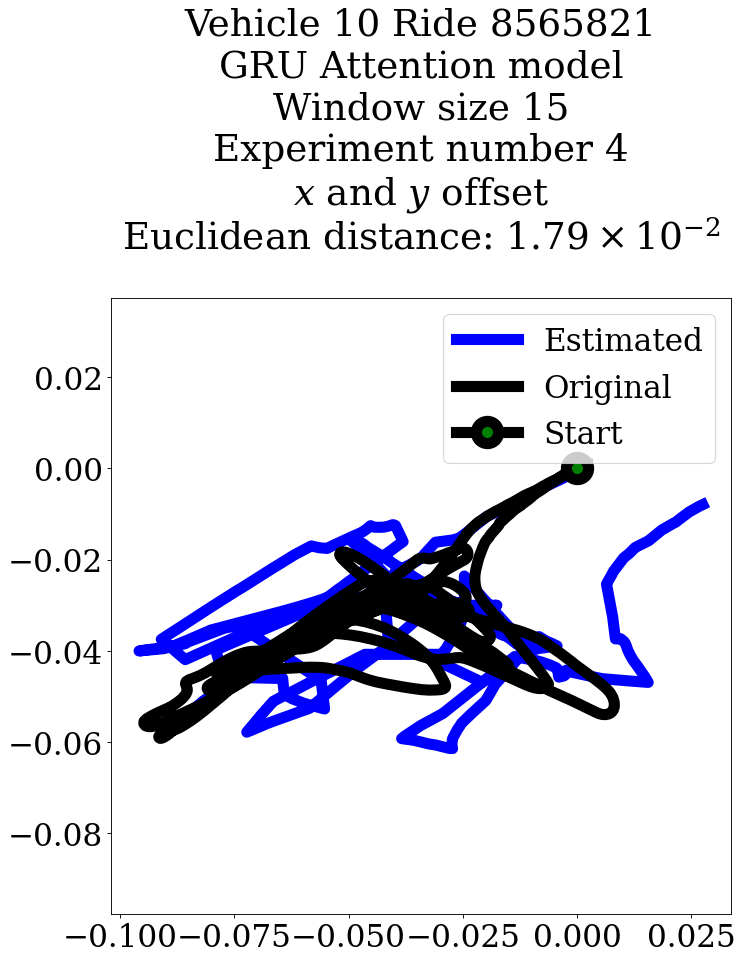 Vehicle 10 Ride 8565821
GRU Attention model
Window size 15
Experiment number 4
x and y offset
Euclidean distance: 1.79 × 10⁻²
Estimated
Original
Start
0.02
0.00
−0.02
−0.04
−0.06
−0.08
−0.100 −0.075 −0.050 −0.025 0.000 0.025